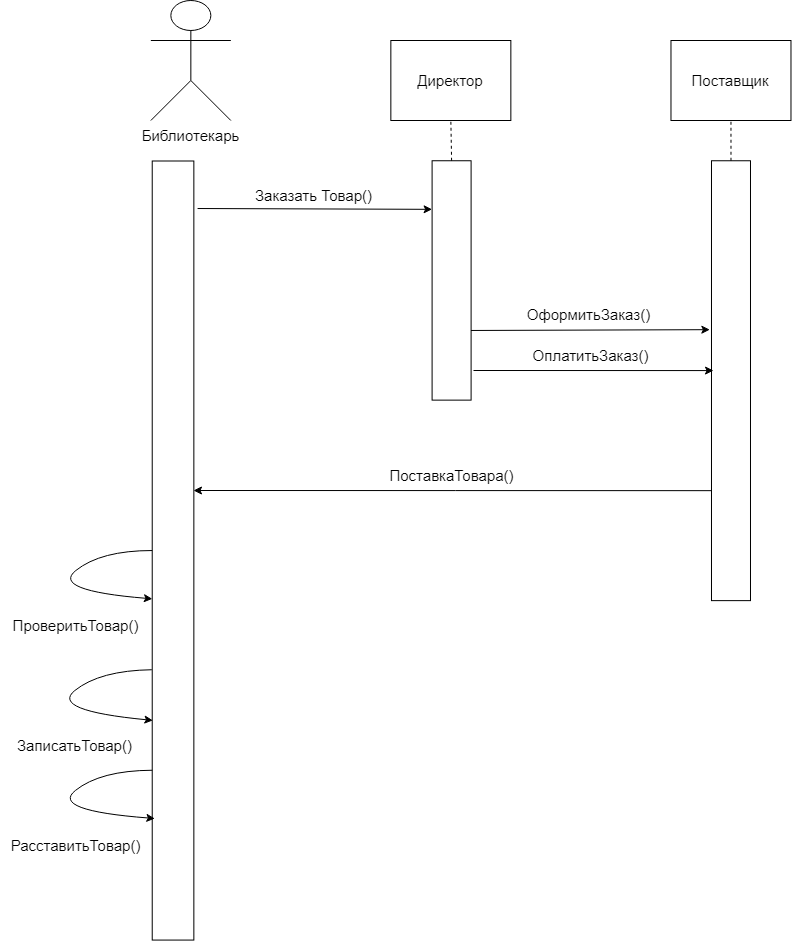 Директор
Поставщик
Библиотекарь
Заказать Товар()
ОформитьЗаказ()
ОплатитьЗаказ()
ПоставкаТовара()
ПроверитьТовар()
ЗаписатьТовар()
РасставитьТовар()